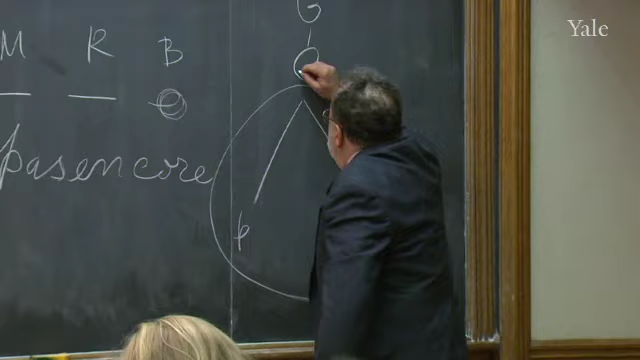 M R B
pasencore
G
O
φ
Yale